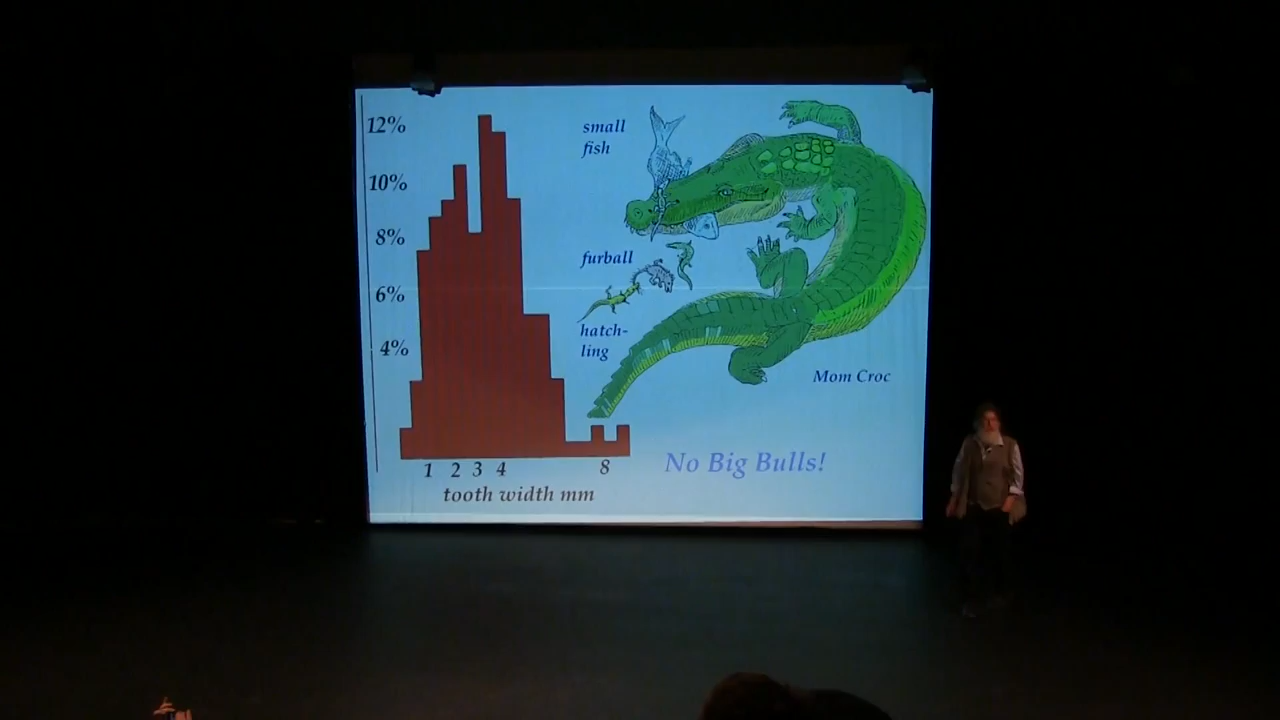 12%
10%
8%
6%
4%
1 2 3 4 8
tooth width mm
small
fish
furball
hatch-
ling
Mom Croc
No Big Bulls!